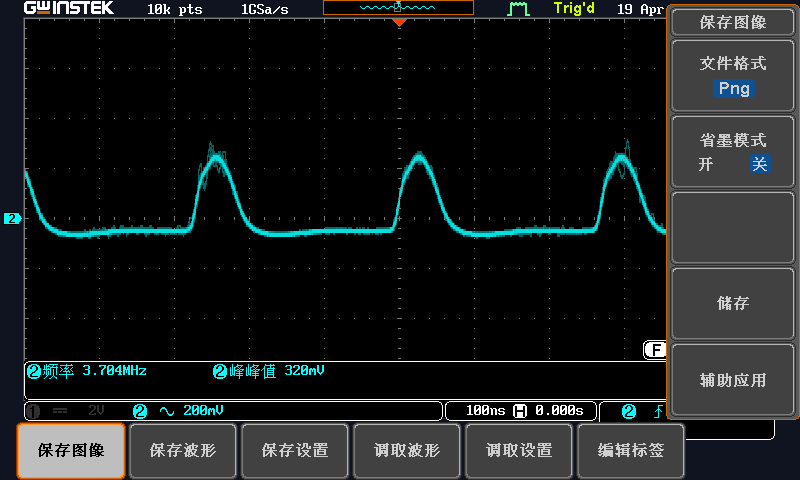 GWINSTEK 10k pts 1GSa/s Trig'd 19 Apr
保存图像
文件格式
Png
省墨模式
开 关
储存
辅助应用
2
F
2 频率 3.704MHz 2 峰峰值 320mV
1 2V 2 200mV 100ns H 0.000s 2
保存图像 保存波形 保存设置 调取波形 调取设置 编辑标签